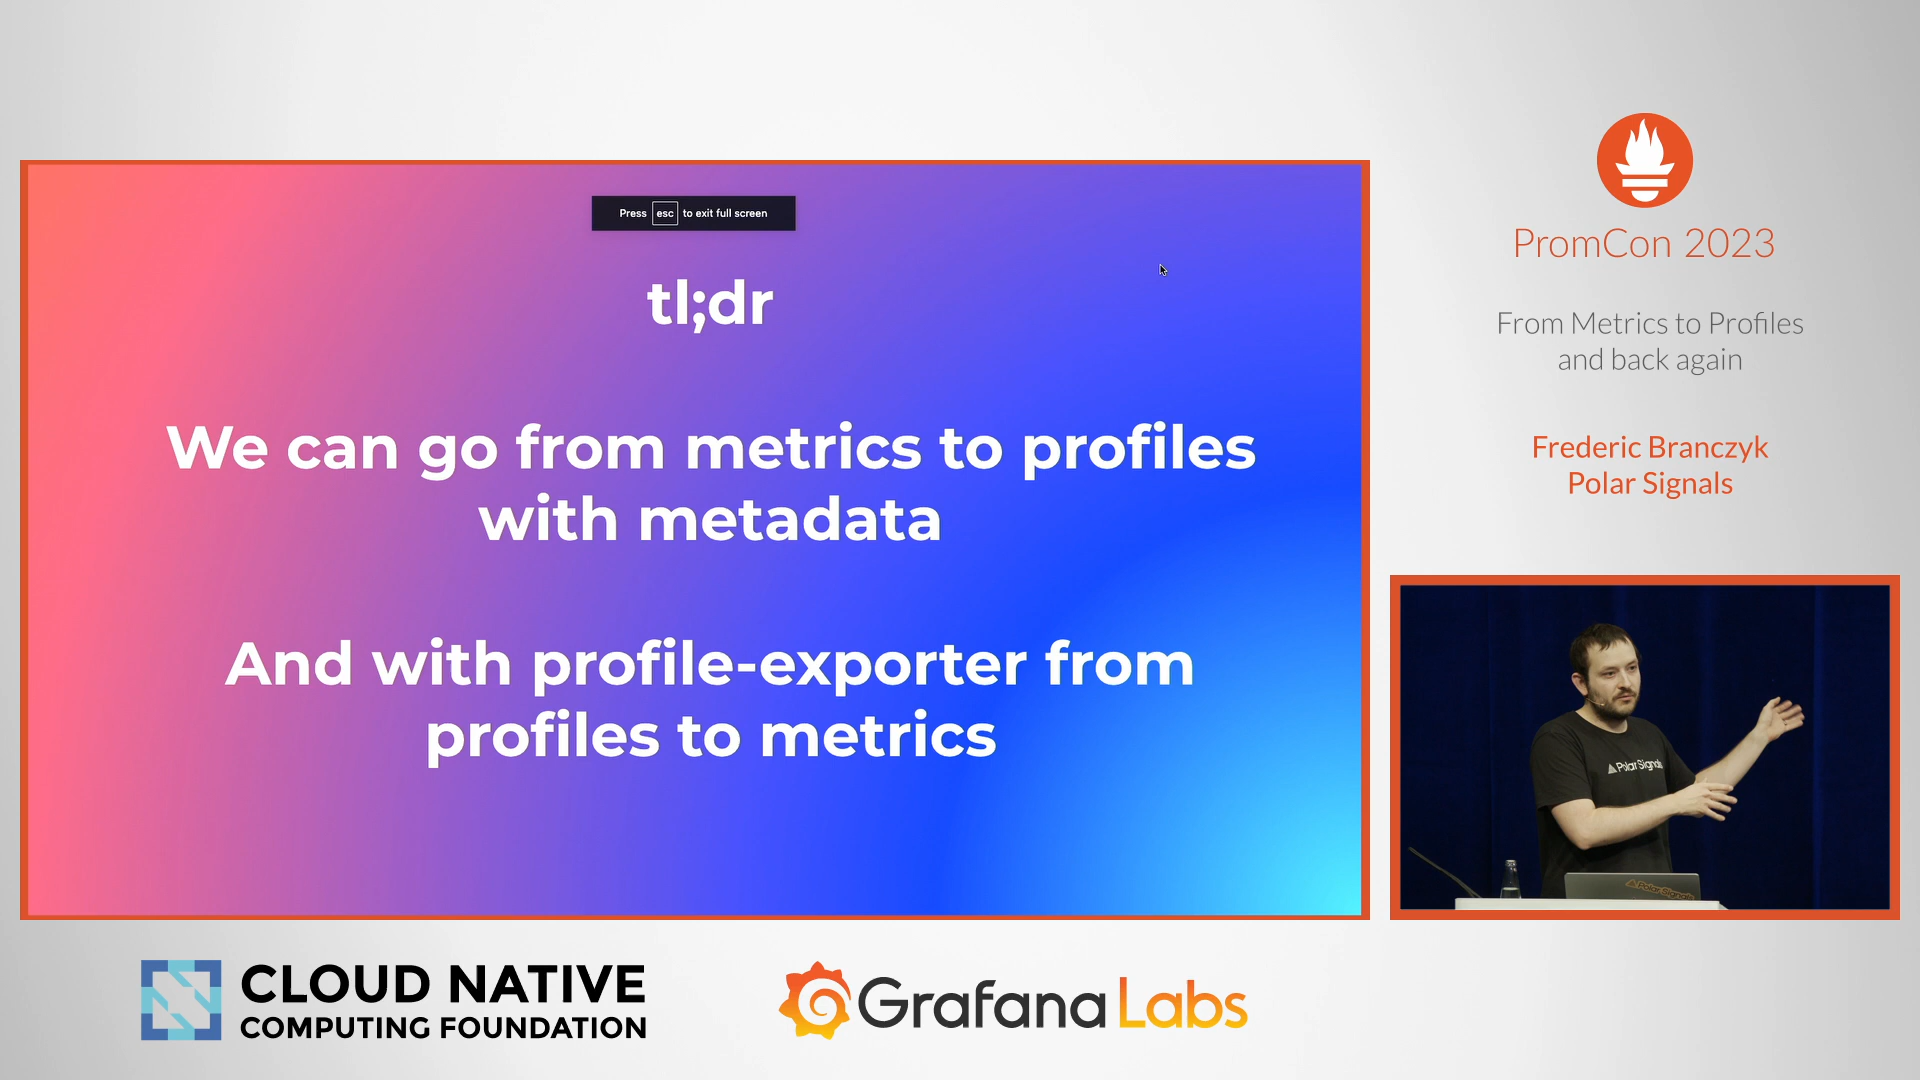 Press esc to exit full screen
tl;dr
We can go from metrics to profiles
with metadata
And with profile-exporter from
profiles to metrics
PromCon 2023
From Metrics to Profiles
and back again
Frederic Branczyk
Polar Signals
Polar Signals
Polar Signals
CLOUD NATIVE
COMPUTING FOUNDATION
Grafana Labs